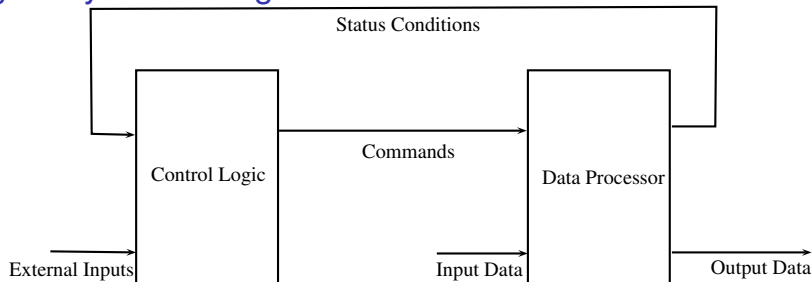 Status Conditions
Commands
Control Logic
Data Processor
External Inputs
Input Data
Output Data